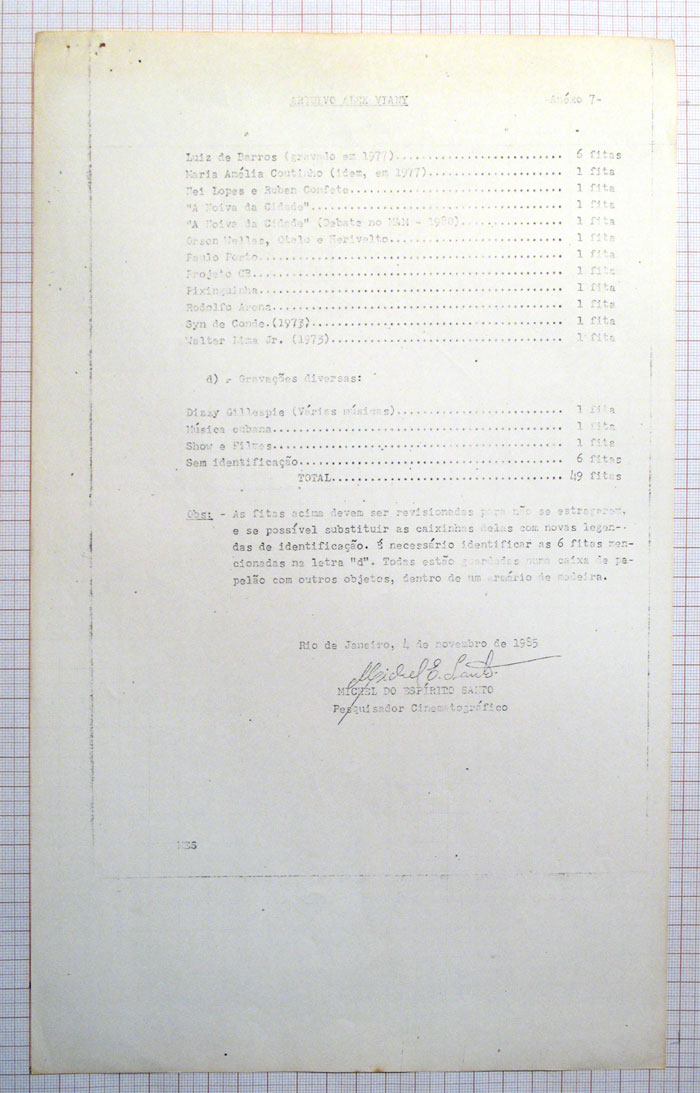 ARQUIVO ALEX VIANY -Anéxo 7-
Luiz de Barros (gravado em 1977)........................... 6 fitas
Maria Amélia Coutinho (idem, em 1977)...................... 1 fita
Nei Lopes e Ruben Confete.................................. 1 fita
"A Noiva da Cidade"........................................ 1 fita
"A Noiva da Cidade" (Debate no MAM - 1980)................. 1 fita
Orson Welles, Otelo e Herivelto............................ 1 fita
Paulo Porto................................................ 1 fita
Projeto CB................................................. 1 fita
Pixinguinha................................................ 1 fita
Rodolfo Arena.............................................. 1 fita
Syn de Conde.(1973)........................................ 1 fita
Walter Lima Jr. (1973)..................................... 1 fita
d) - Gravações diversas:
Dizzy Gillespie (Várias músicas)........................... 1 fita
Música cubana.............................................. 1 fita
Show e Filmes.............................................. 1 fita
Sem identificação.......................................... 6 fitas
TOTAL..................................... 49 fitas
Obs: - As fitas acima devem ser revisionadas para não se estragarem,
e se possível substituir as caixinhas delas com novas legen-
das de identificação. É necessário identificar as 6 fitas men-
cionadas na letra "d". Todas estão guardadas numa caixa de pa-
pelão com outros objetos, dentro de um armário de madeira.
Rio de Janeiro, 4 de novembro de 1985
Michel E. Santo
MICHEL DO ESPÍRITO SANTO
Pesquisador Cinematográfico
MES